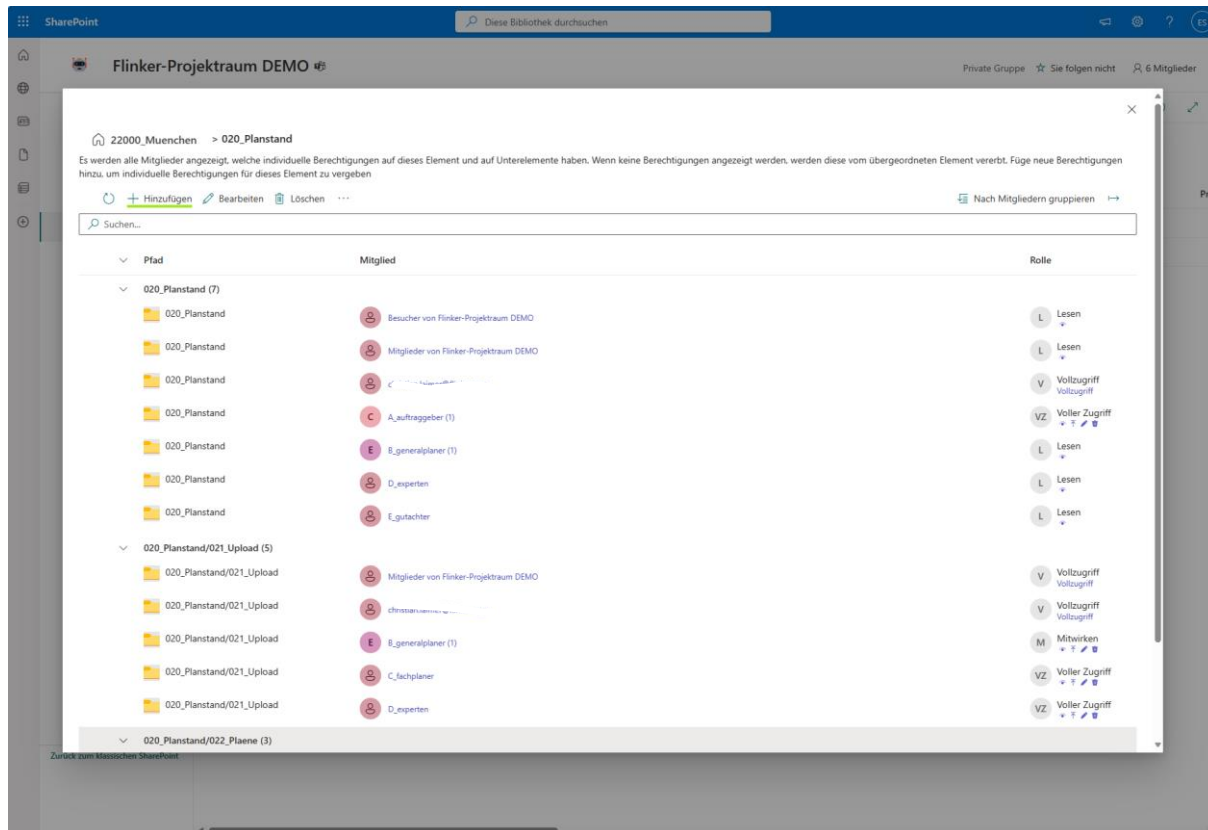 SharePoint
Diese Bibliothek durchsuchen
?
ES
Flinker-Projektraum DEMO
Private Gruppe
Sie folgen nicht
6 Mitglieder
22000_Muenchen > 020_Planstand
Es werden alle Mitglieder angezeigt, welche individuelle Berechtigungen auf dieses Element und auf Unterelemente haben. Wenn keine Berechtigungen angezeigt werden, werden diese vom übergeordneten Element vererbt. Füge neue Berechtigungen
hinzu, um individuelle Berechtigungen für dieses Element zu vergeben
Hinzufügen Bearbeiten Löschen ... Nach Mitgliedern gruppieren
Suchen...
Pfad Mitglied Rolle
020_Planstand (7)
020_Planstand Besucher von Flinker-Projektraum DEMO L Lesen
020_Planstand Mitglieder von Flinker-Projektraum DEMO L Lesen
020_Planstand V Vollzugriff
Vollzugriff
020_Planstand C A_auftraggeber (1) VZ Voller Zugriff
020_Planstand E B_generalplaner (1) L Lesen
020_Planstand D_experten L Lesen
020_Planstand E_gutachter L Lesen
020_Planstand/021_Upload (5)
020_Planstand/021_Upload Mitglieder von Flinker-Projektraum DEMO V Vollzugriff
Vollzugriff
020_Planstand/021_Upload V Vollzugriff
Vollzugriff
020_Planstand/021_Upload E B_generalplaner (1) M Mitwirken
020_Planstand/021_Upload C_fachplaner VZ Voller Zugriff
020_Planstand/021_Upload D_experten VZ Voller Zugriff
020_Planstand/022_Plaene (3)
Zurück zum klassischen SharePoint